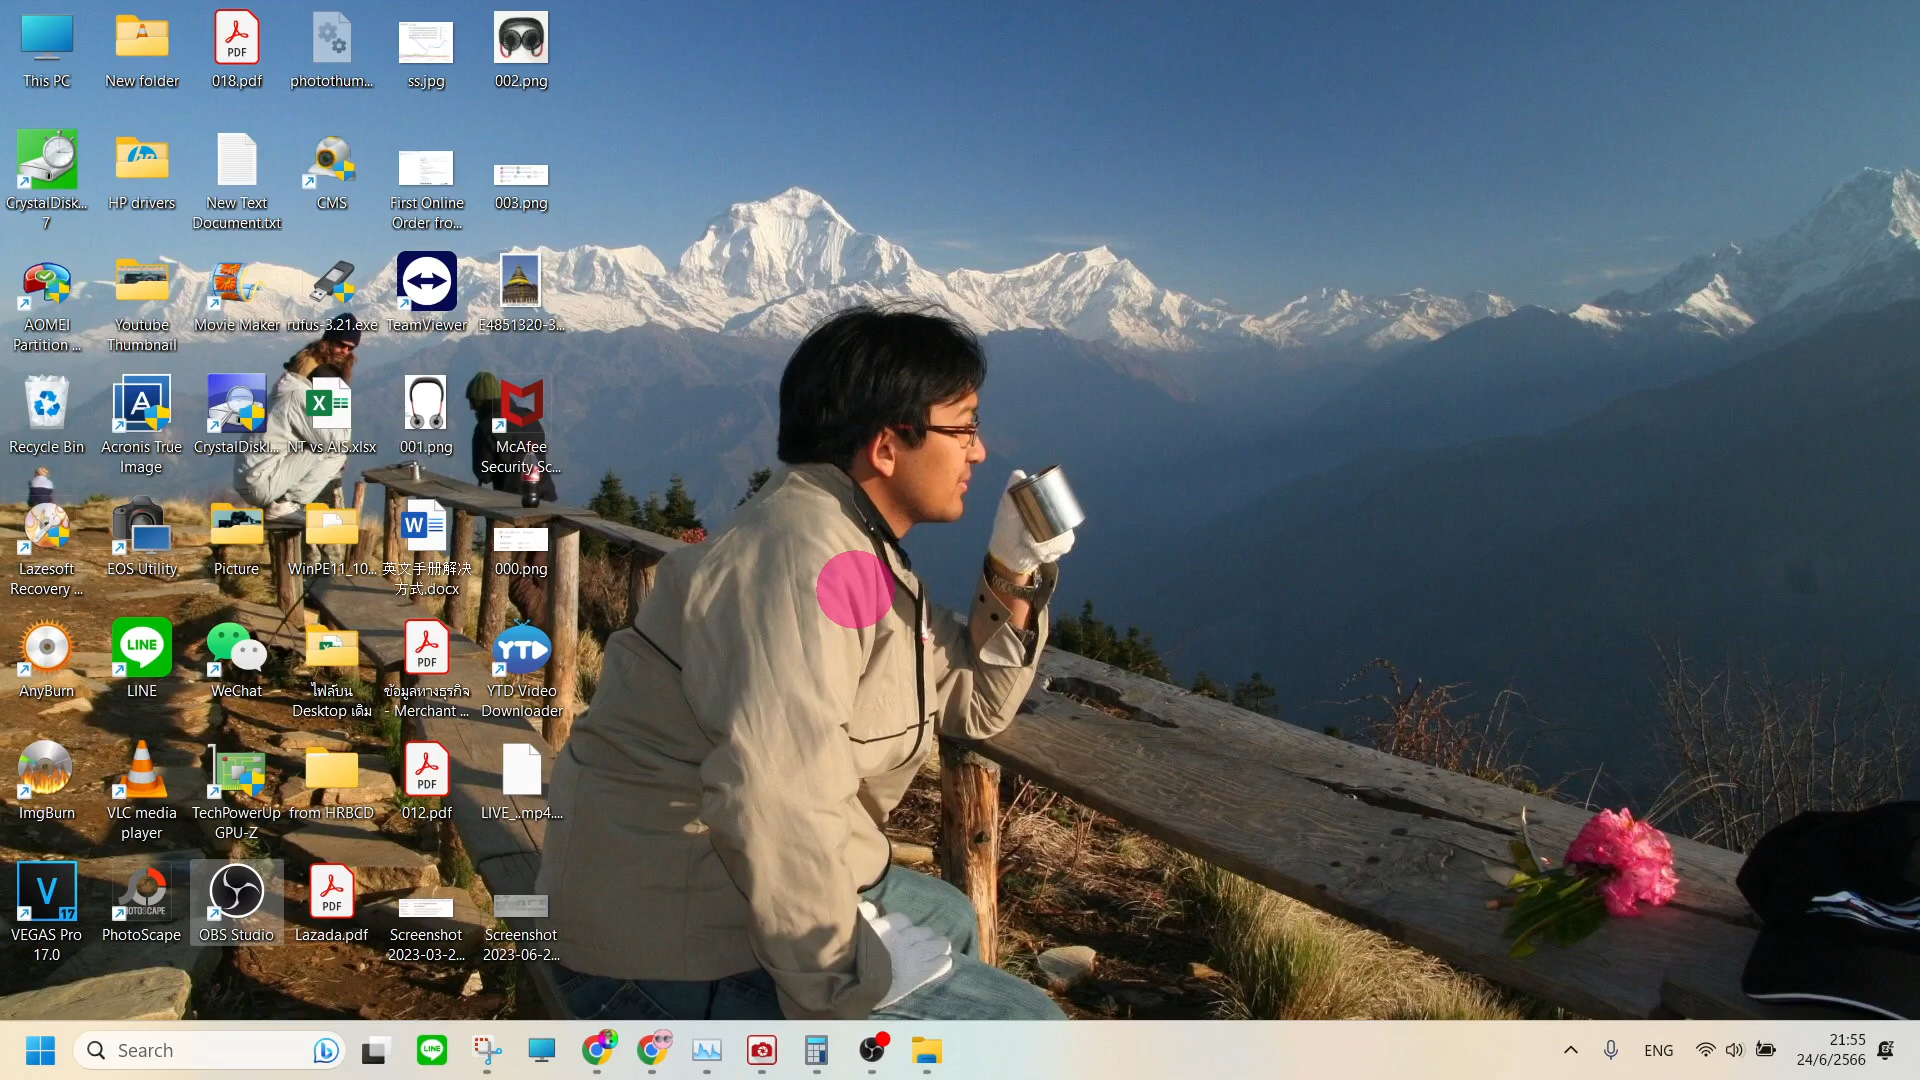 This PC
New folder
018.pdf
photothum...
ss.jpg
002.png
CrystalDisk...
7
HP drivers
New Text
Document.txt
CMS
First Online
Order fro...
003.png
AOMEI
Partition ...
Youtube
Thumbnail
Movie Maker
rufus-3.21.exe
TeamViewer
E4851320-3...
Recycle Bin
Acronis True
Image
CrystalDiskI...
NT vs AIS.xlsx
001.png
McAfee
Security Sc...
Lazesoft
Recovery ...
EOS Utility
Picture
WinPE11_10...
英文手册解决
方式.docx
000.png
AnyBurn
LINE
WeChat
ไฟล์บน
Desktop เดิม
ข้อมูลทางธุรกิจ
- Merchant ...
YTD Video
Downloader
ImgBurn
VLC media
player
TechPowerUp
GPU-Z
from HRBCD
012.pdf
LIVE_..mp4....
VEGAS Pro
17.0
PhotoScape
OBS Studio
Lazada.pdf
Screenshot
2023-03-2...
Screenshot
2023-06-2...
Search
ENG
21:55
24/6/2566